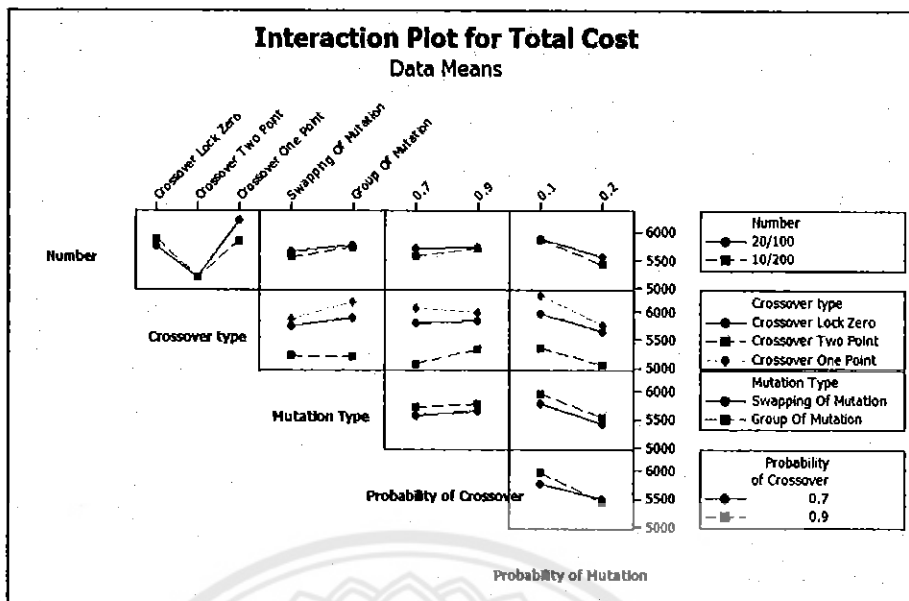 Interaction Plot for Total Cost
Data Means
Crossover Lock Zero
Crossover Two Point
Crossover One Point
Swapping Of Mutation
Group Of Mutation
0.7
0.9
0.1
0.2
Number
6000
5500
5000
Number
20/100
10/200
Crossover type
6000
5500
5000
Crossover type
Crossover Lock Zero
Crossover Two Point
Crossover One Point
Mutation Type
6000
5500
5000
Mutation Type
Swapping Of Mutation
Group Of Mutation
Probability of Crossover
6000
5500
5000
Probability
of Crossover
0.7
0.9
Probability of Mutation